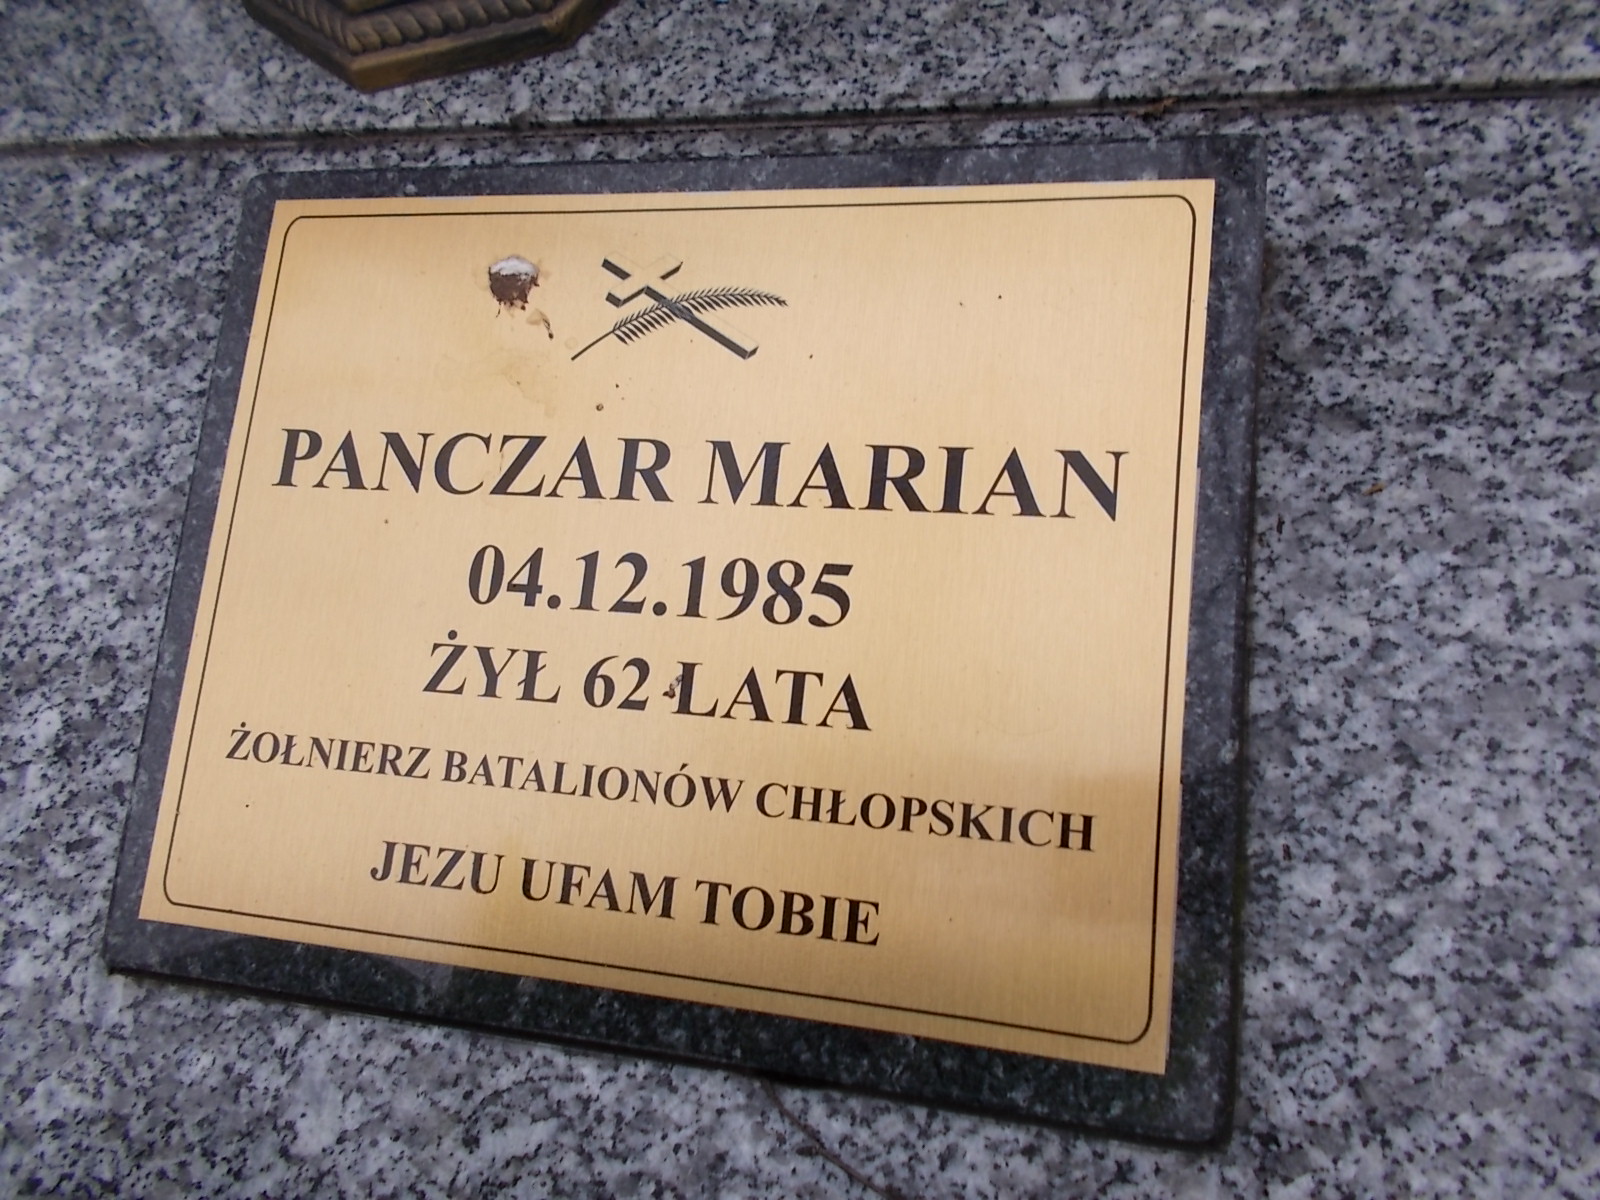 PANCZAR MARIAN
04.12.1985
ŻYŁ 62 LATA
ŻOŁNIERZ BATALIONÓW CHŁOPSKICH
JEZU UFAM TOBIE